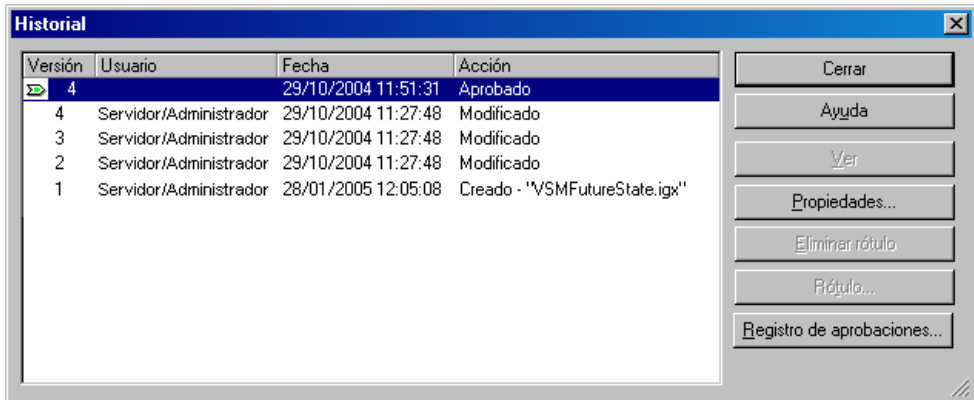 Historial
Versión Usuario Fecha Acción
4 29/10/2004 11:51:31 Aprobado
4 Servidor/Administrador 29/10/2004 11:27:48 Modificado
3 Servidor/Administrador 29/10/2004 11:27:48 Modificado
2 Servidor/Administrador 29/10/2004 11:27:48 Modificado
1 Servidor/Administrador 28/01/2005 12:05:08 Creado - "VSMFutureState.igx"
Cerrar
Ayuda
Ver
Propiedades...
Eliminar rótulo
Rótulo...
Registro de aprobaciones...